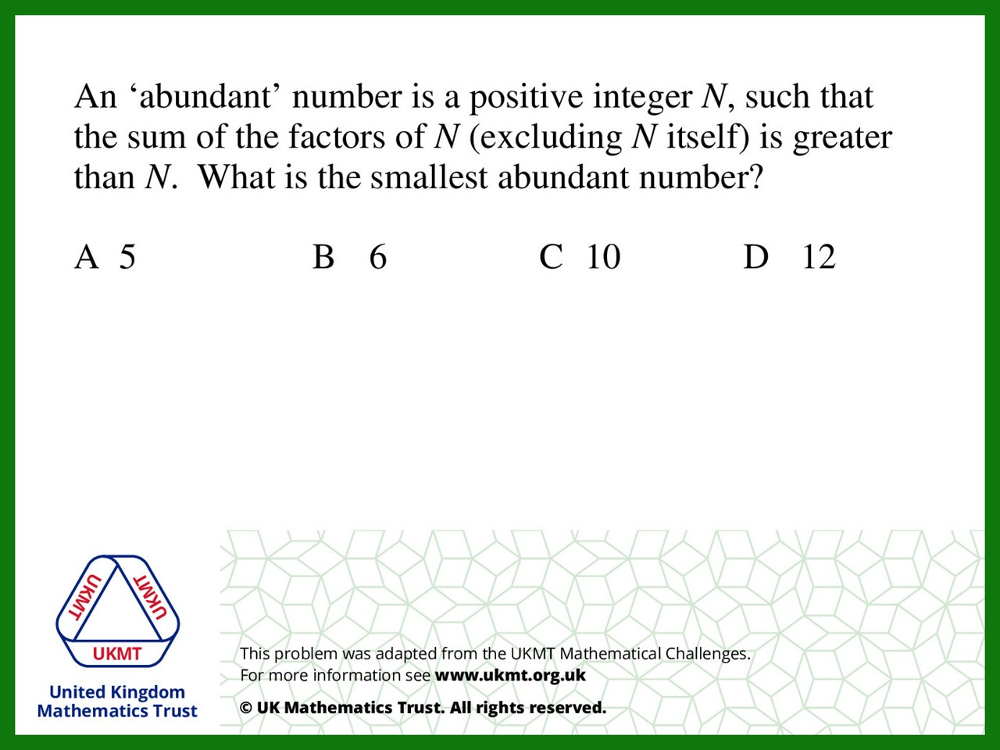 An ‘abundant’ number is a positive integer N, such that
the sum of the factors of N (excluding N itself) is greater
than N.  What is the smallest abundant number?
A 5 B 6 C 10 D 12
UKMT UKMT
UKMT
United Kingdom
Mathematics Trust
This problem was adapted from the UKMT Mathematical Challenges.
For more information see www.ukmt.org.uk
© UK Mathematics Trust. All rights reserved.